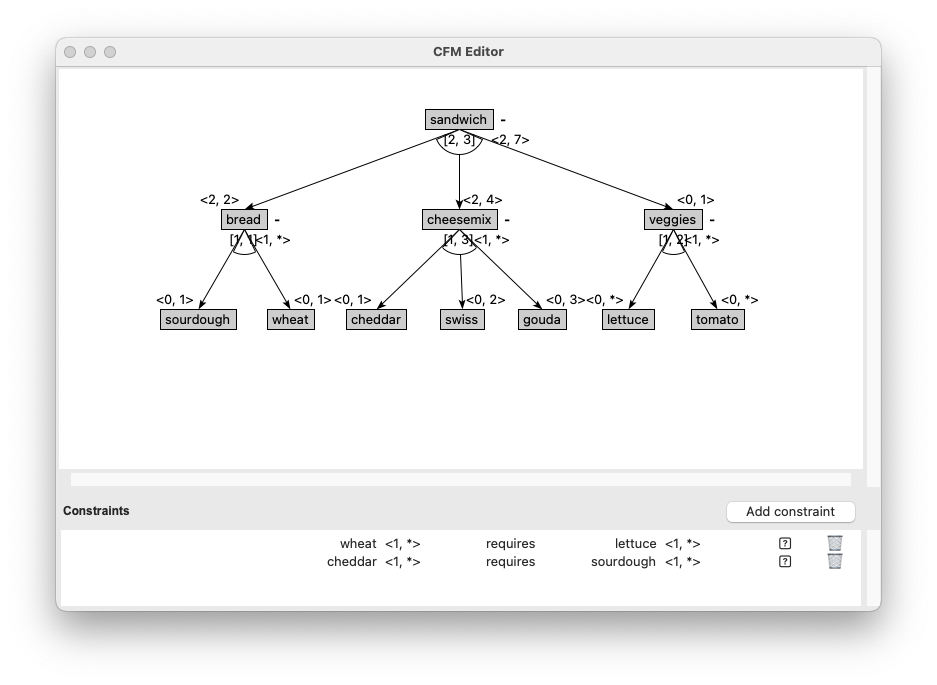 CFM Editor
sandwich -
[2, 3] <2, 7>
<2, 2> <2, 4> <0, 1>
bread - cheesemix - veggies -
[1, 1] <1, *> [1, 3] <1, *> [1, 2] <1, *>
<0, 1> <0, 1> <0, 1> <0, 2> <0, 3> <0, *> <0, *>
sourdough wheat cheddar swiss gouda lettuce tomato
Constraints Add constraint
wheat <1, *> requires lettuce <1, *> ?
cheddar <1, *> requires sourdough <1, *> ?